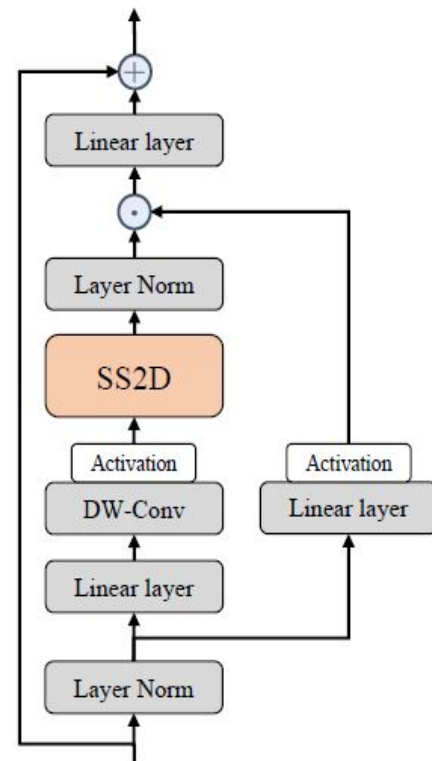 Linear layer
Layer Norm
SS2D
Activation
DW-Conv
Activation
Linear layer
Linear layer
Layer Norm